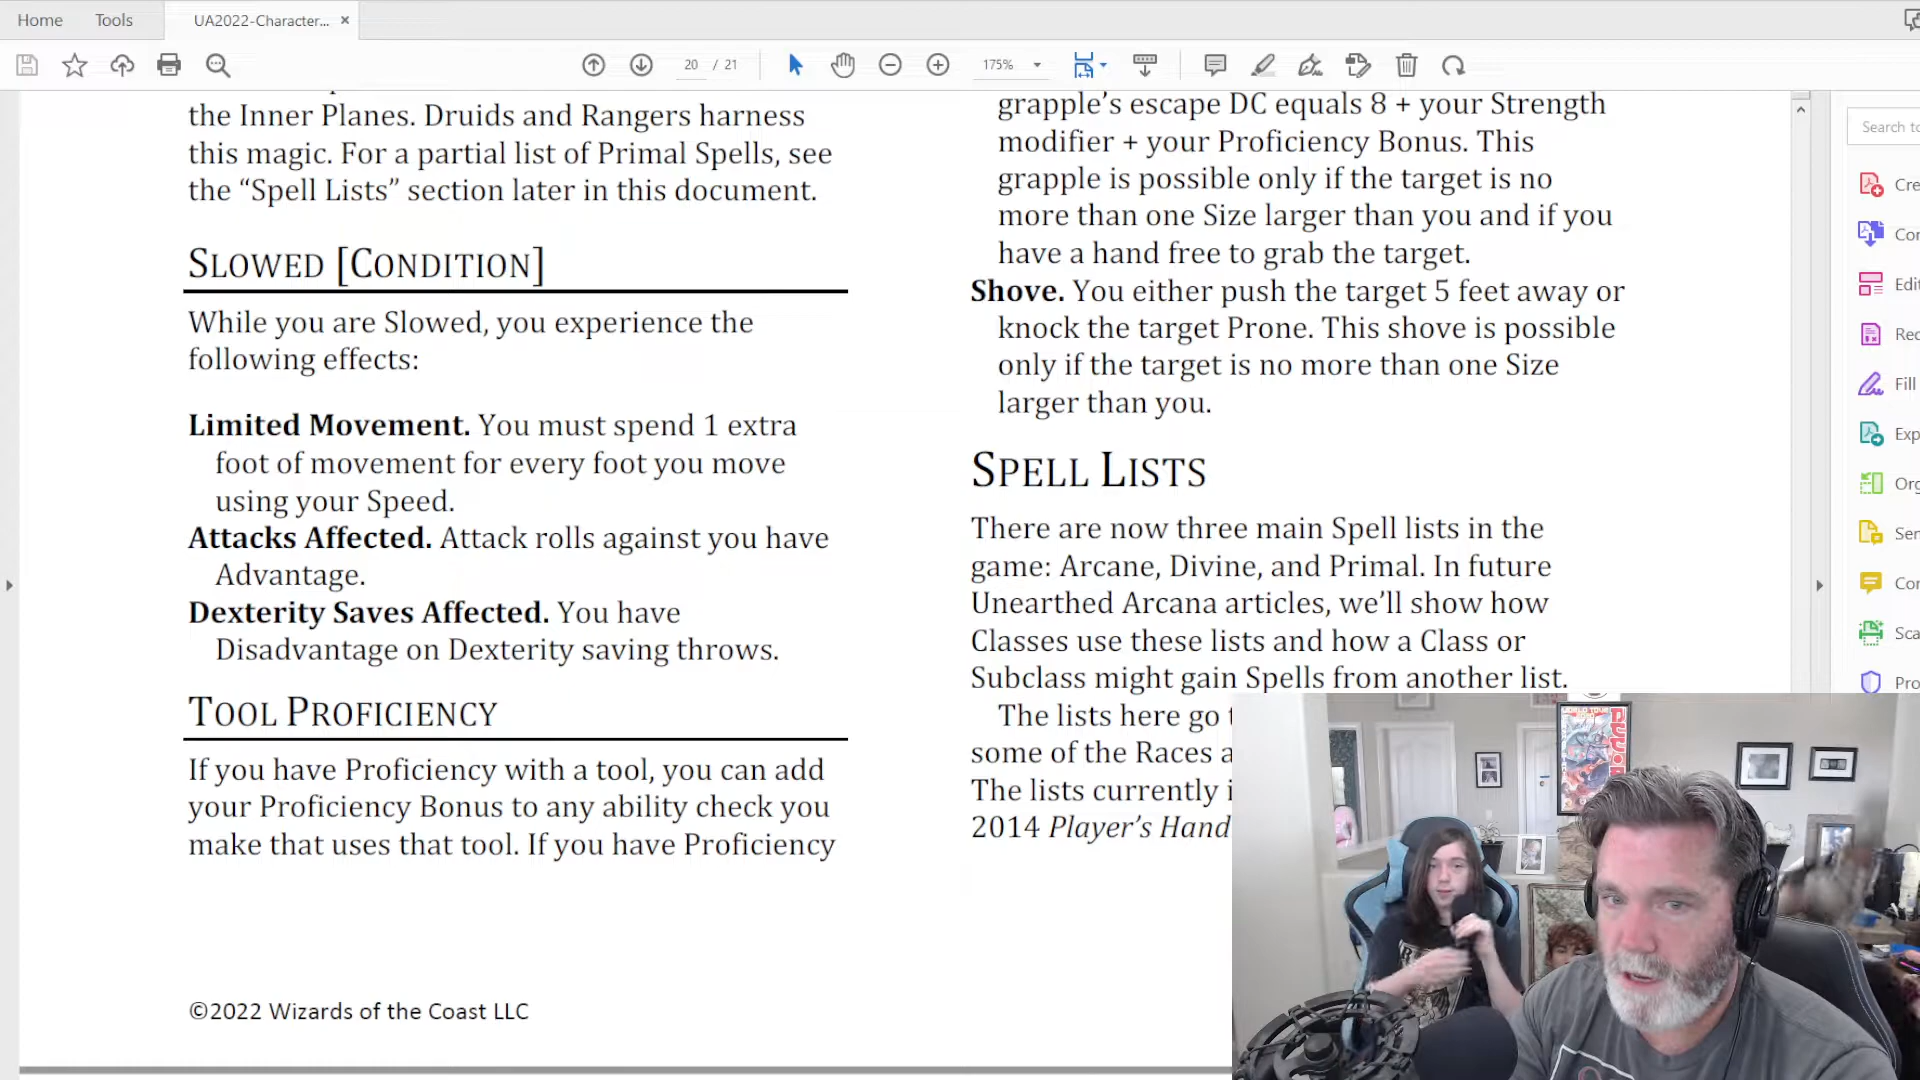 Home Tools UA2022-Character... ×
20 / 21 175%
the Inner Planes. Druids and Rangers harness
this magic. For a partial list of Primal Spells, see
the “Spell Lists” section later in this document.
SLOWED [CONDITION]
While you are Slowed, you experience the
following effects:
Limited Movement. You must spend 1 extra
foot of movement for every foot you move
using your Speed.
Attacks Affected. Attack rolls against you have
Advantage.
Dexterity Saves Affected. You have
Disadvantage on Dexterity saving throws.
TOOL PROFICIENCY
If you have Proficiency with a tool, you can add
your Proficiency Bonus to any ability check you
make that uses that tool. If you have Proficiency
©2022 Wizards of the Coast LLC
grapple’s escape DC equals 8 + your Strength
modifier + your Proficiency Bonus. This
grapple is possible only if the target is no
more than one Size larger than you and if you
have a hand free to grab the target.
Shove. You either push the target 5 feet away or
knock the target Prone. This shove is possible
only if the target is no more than one Size
larger than you.
SPELL LISTS
There are now three main Spell lists in the
game: Arcane, Divine, and Primal. In future
Unearthed Arcana articles, we’ll show how
Classes use these lists and how a Class or
Subclass might gain Spells from another list.
The lists here go
some of the Races a
The lists currently i
2014 Player’s Hand
Search to
Cre
Con
Edi
Rec
Fill
Exp
Org
Sen
Con
Sca
Pro